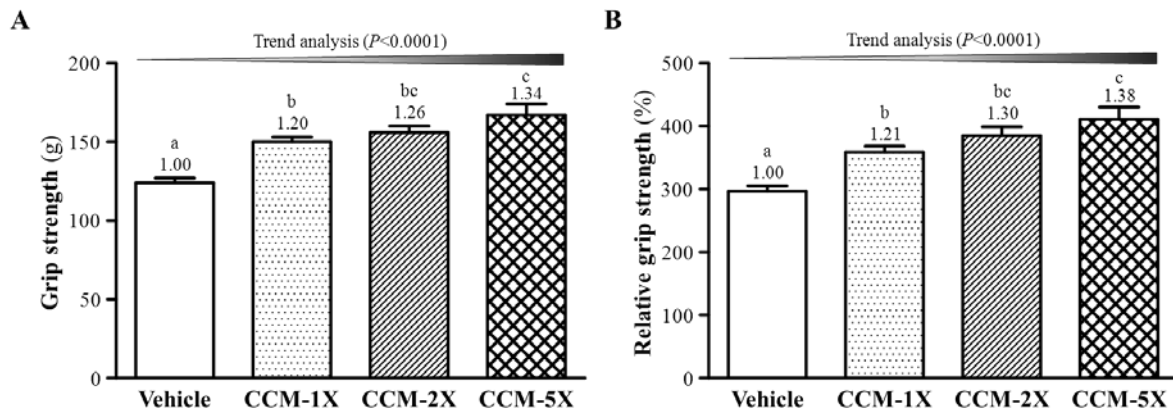 A
Trend analysis (P<0.0001)
Grip strength (g)
200
150
100
50
0
a
1.00
b
1.20
bc
1.26
c
1.34
Vehicle CCM-1X CCM-2X CCM-5X
B
Trend analysis (P<0.0001)
Relative grip strength (%)
500
400
300
200
100
0
a
1.00
b
1.21
bc
1.30
c
1.38
Vehicle CCM-1X CCM-2X CCM-5X